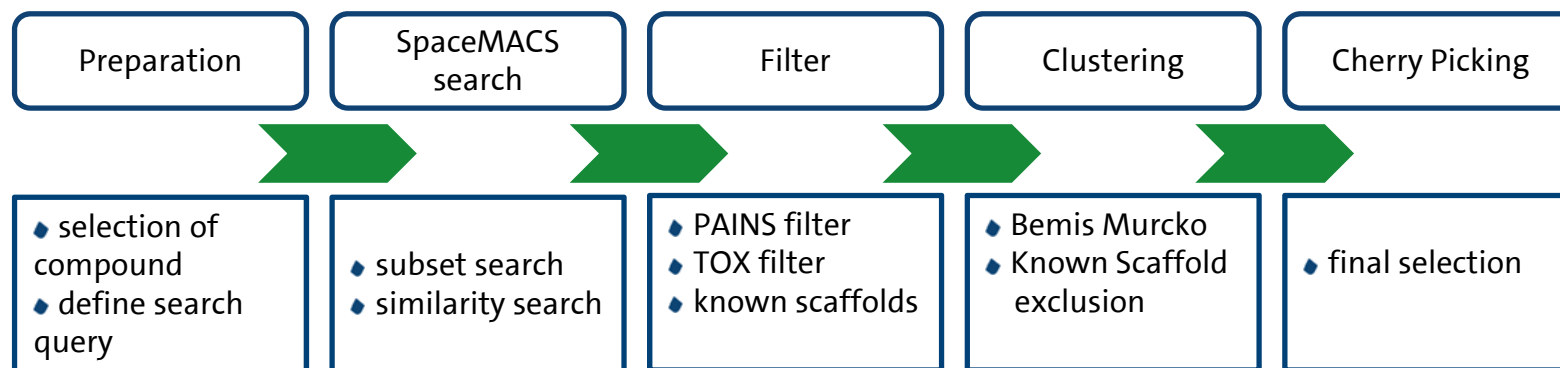 Preparation
SpaceMACS
search
Filter
Clustering
Cherry Picking
selection of
compound
define search
query
subset search
similarity search
PAINS filter
TOX filter
known scaffolds
Bemis Murcko
Known Scaffold
exclusion
final selection